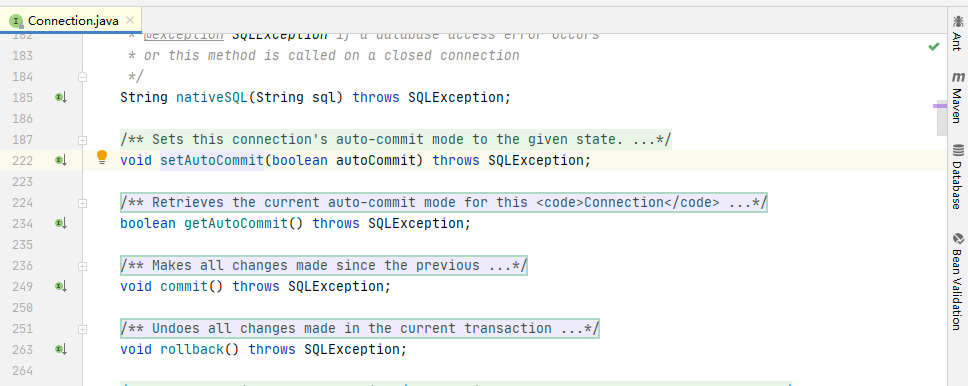 Connection.java
182 * @exception SQLException if a database access error occurs
183 * or this method is called on a closed connection
184 */
185 String nativeSQL(String sql) throws SQLException;
186
187 /** Sets this connection's auto-commit mode to the given state. ...*/
222 void setAutoCommit(boolean autoCommit) throws SQLException;
223
224 /** Retrieves the current auto-commit mode for this <code>Connection</code> ...*/
234 boolean getAutoCommit() throws SQLException;
235
236 /** Makes all changes made since the previous ...*/
249 void commit() throws SQLException;
250
251 /** Undoes all changes made in the current transaction ...*/
263 void rollback() throws SQLException;
264
Ant
Maven
Database
Bean Validation